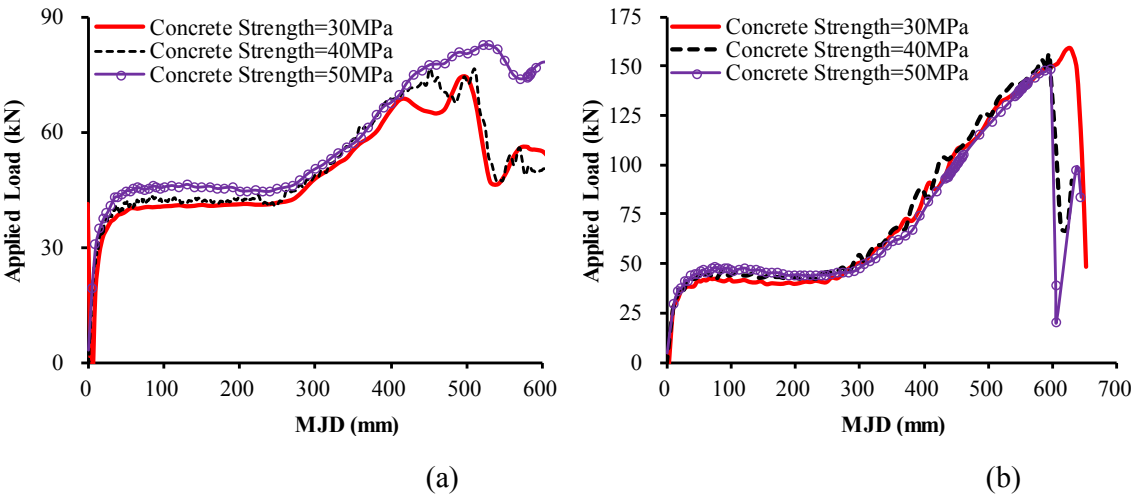 Concrete Strength=30MPa
Concrete Strength=40MPa
Concrete Strength=50MPa
90
60
30
0
Applied Load (kN)
0 100 200 300 400 500 600
MJD (mm)
(a)
Concrete Strength=30MPa
Concrete Strength=40MPa
Concrete Strength=50MPa
175
150
125
100
75
50
25
0
Applied Load (kN)
0 100 200 300 400 500 600 700
MJD (mm)
(b)